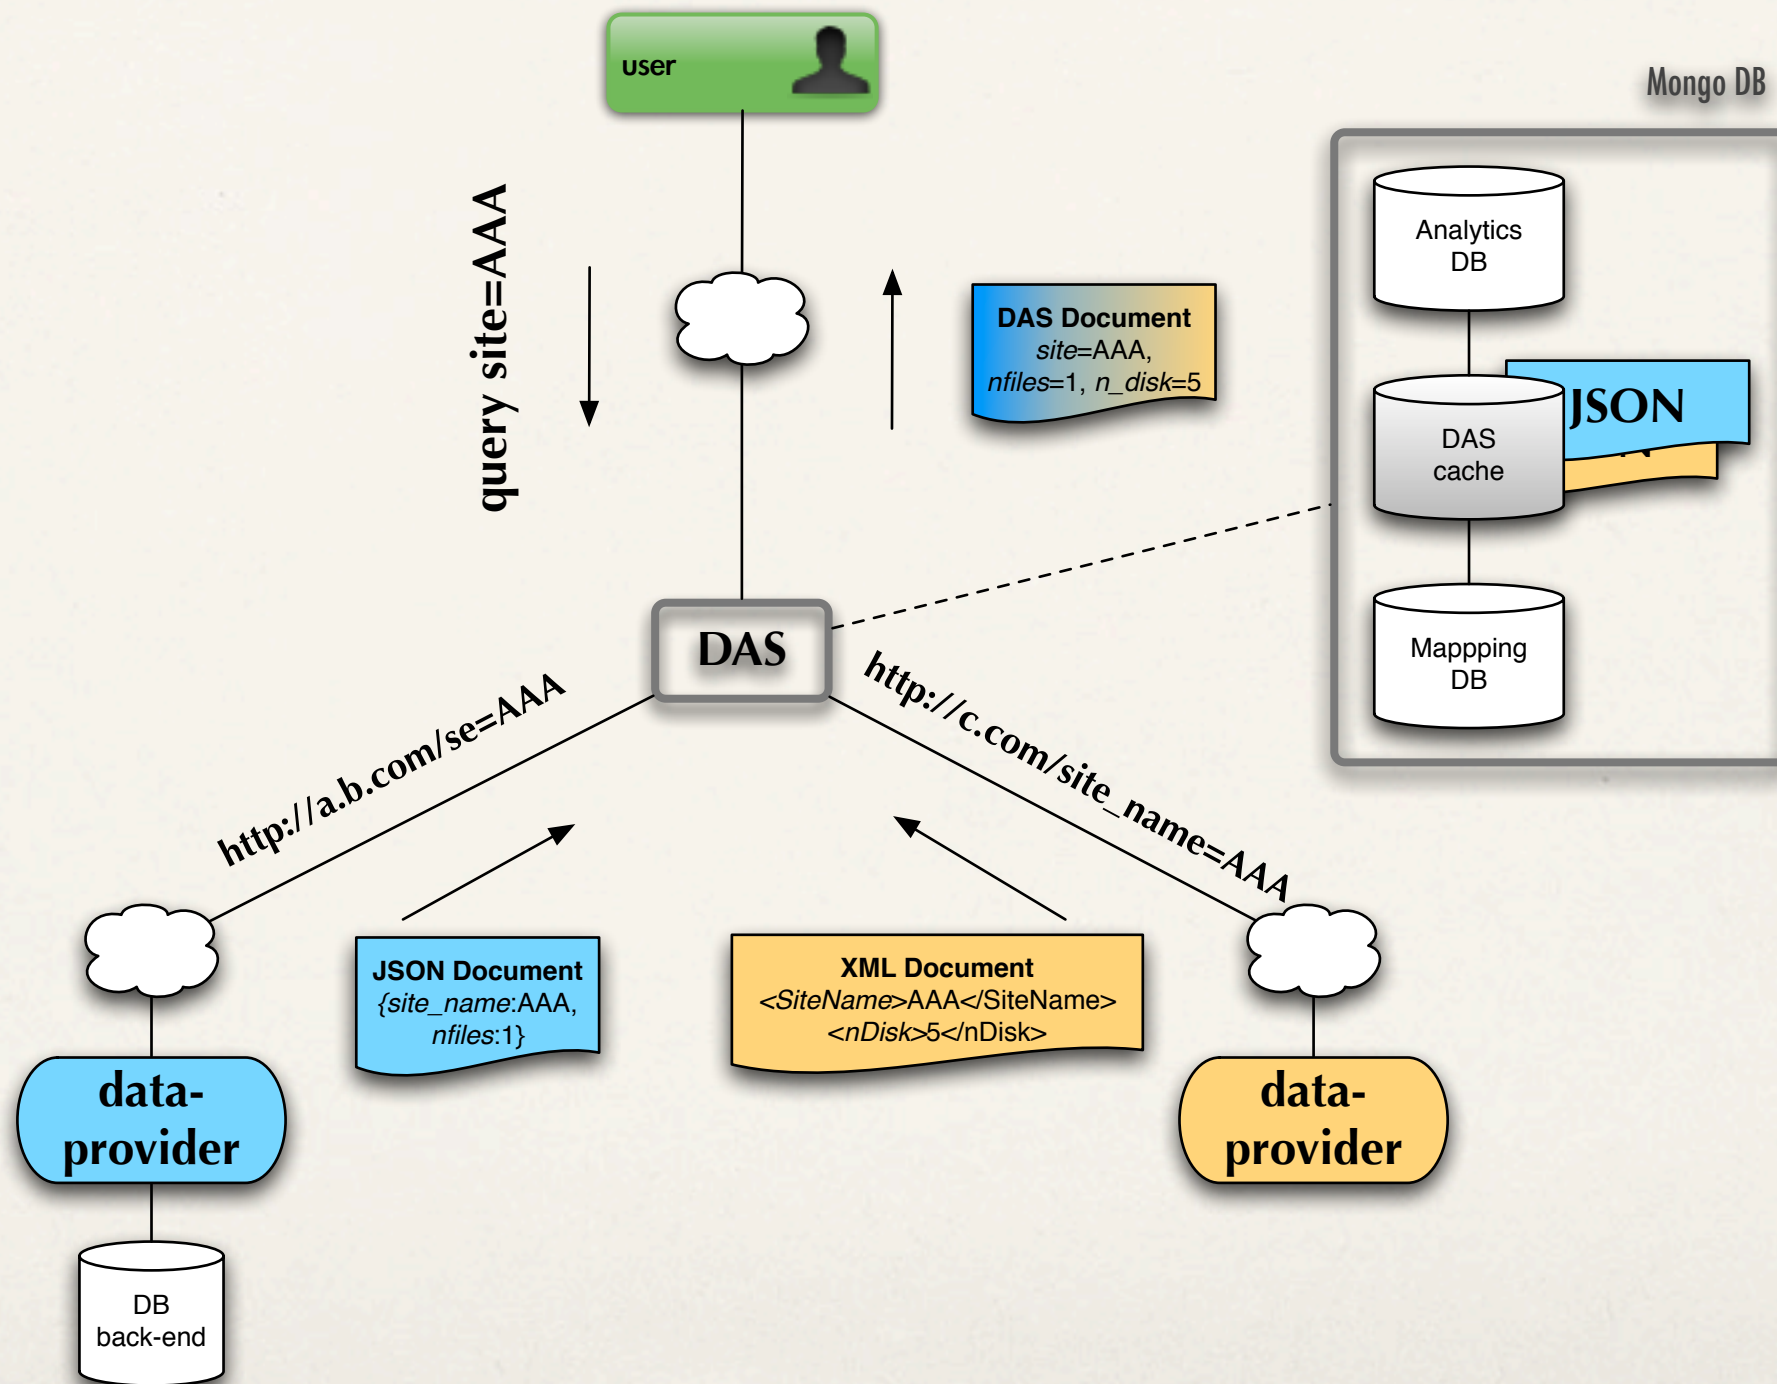 user
Mongo DB
query site=AAA
DAS Document
site=AAA,
nfiles=1, n_disk=5
Analytics
DB
JSON
DAS
cache
Mappping
DB
DAS
http://a.b.com/se=AAA
http://c.com/site_name=AAA
JSON Document
{site_name:AAA,
nfiles:1}
XML Document
<SiteName>AAA</SiteName>
<nDisk>5</nDisk>
data-
provider
data-
provider
DB
back-end